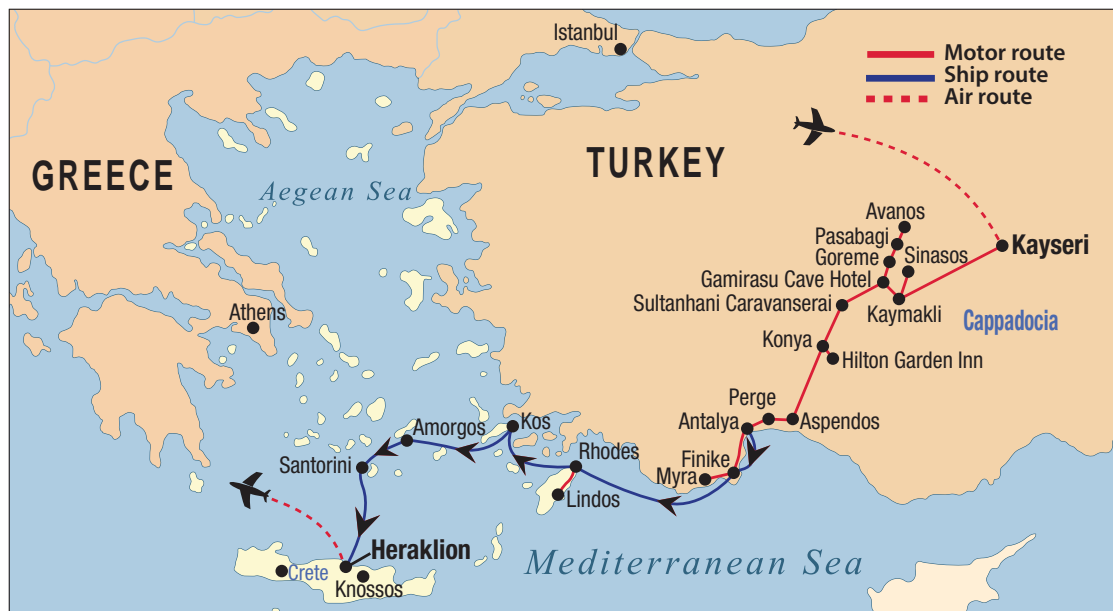 Istanbul
Motor route
Ship route
Air route
GREECE
TURKEY
Aegean Sea
Avanos
Pasabagi
Sinasos
Goreme
Kayseri
Gamirasu Cave Hotel
Sultanhani Caravanserai
Kaymakli
Cappadocia
Athens
Konya
Hilton Garden Inn
Perge
Antalya
Aspendos
Kos
Amorgos
Rhodes
Finike
Santorini
Myra
Lindos
Heraklion
Mediterranean Sea
Crete
Knossos